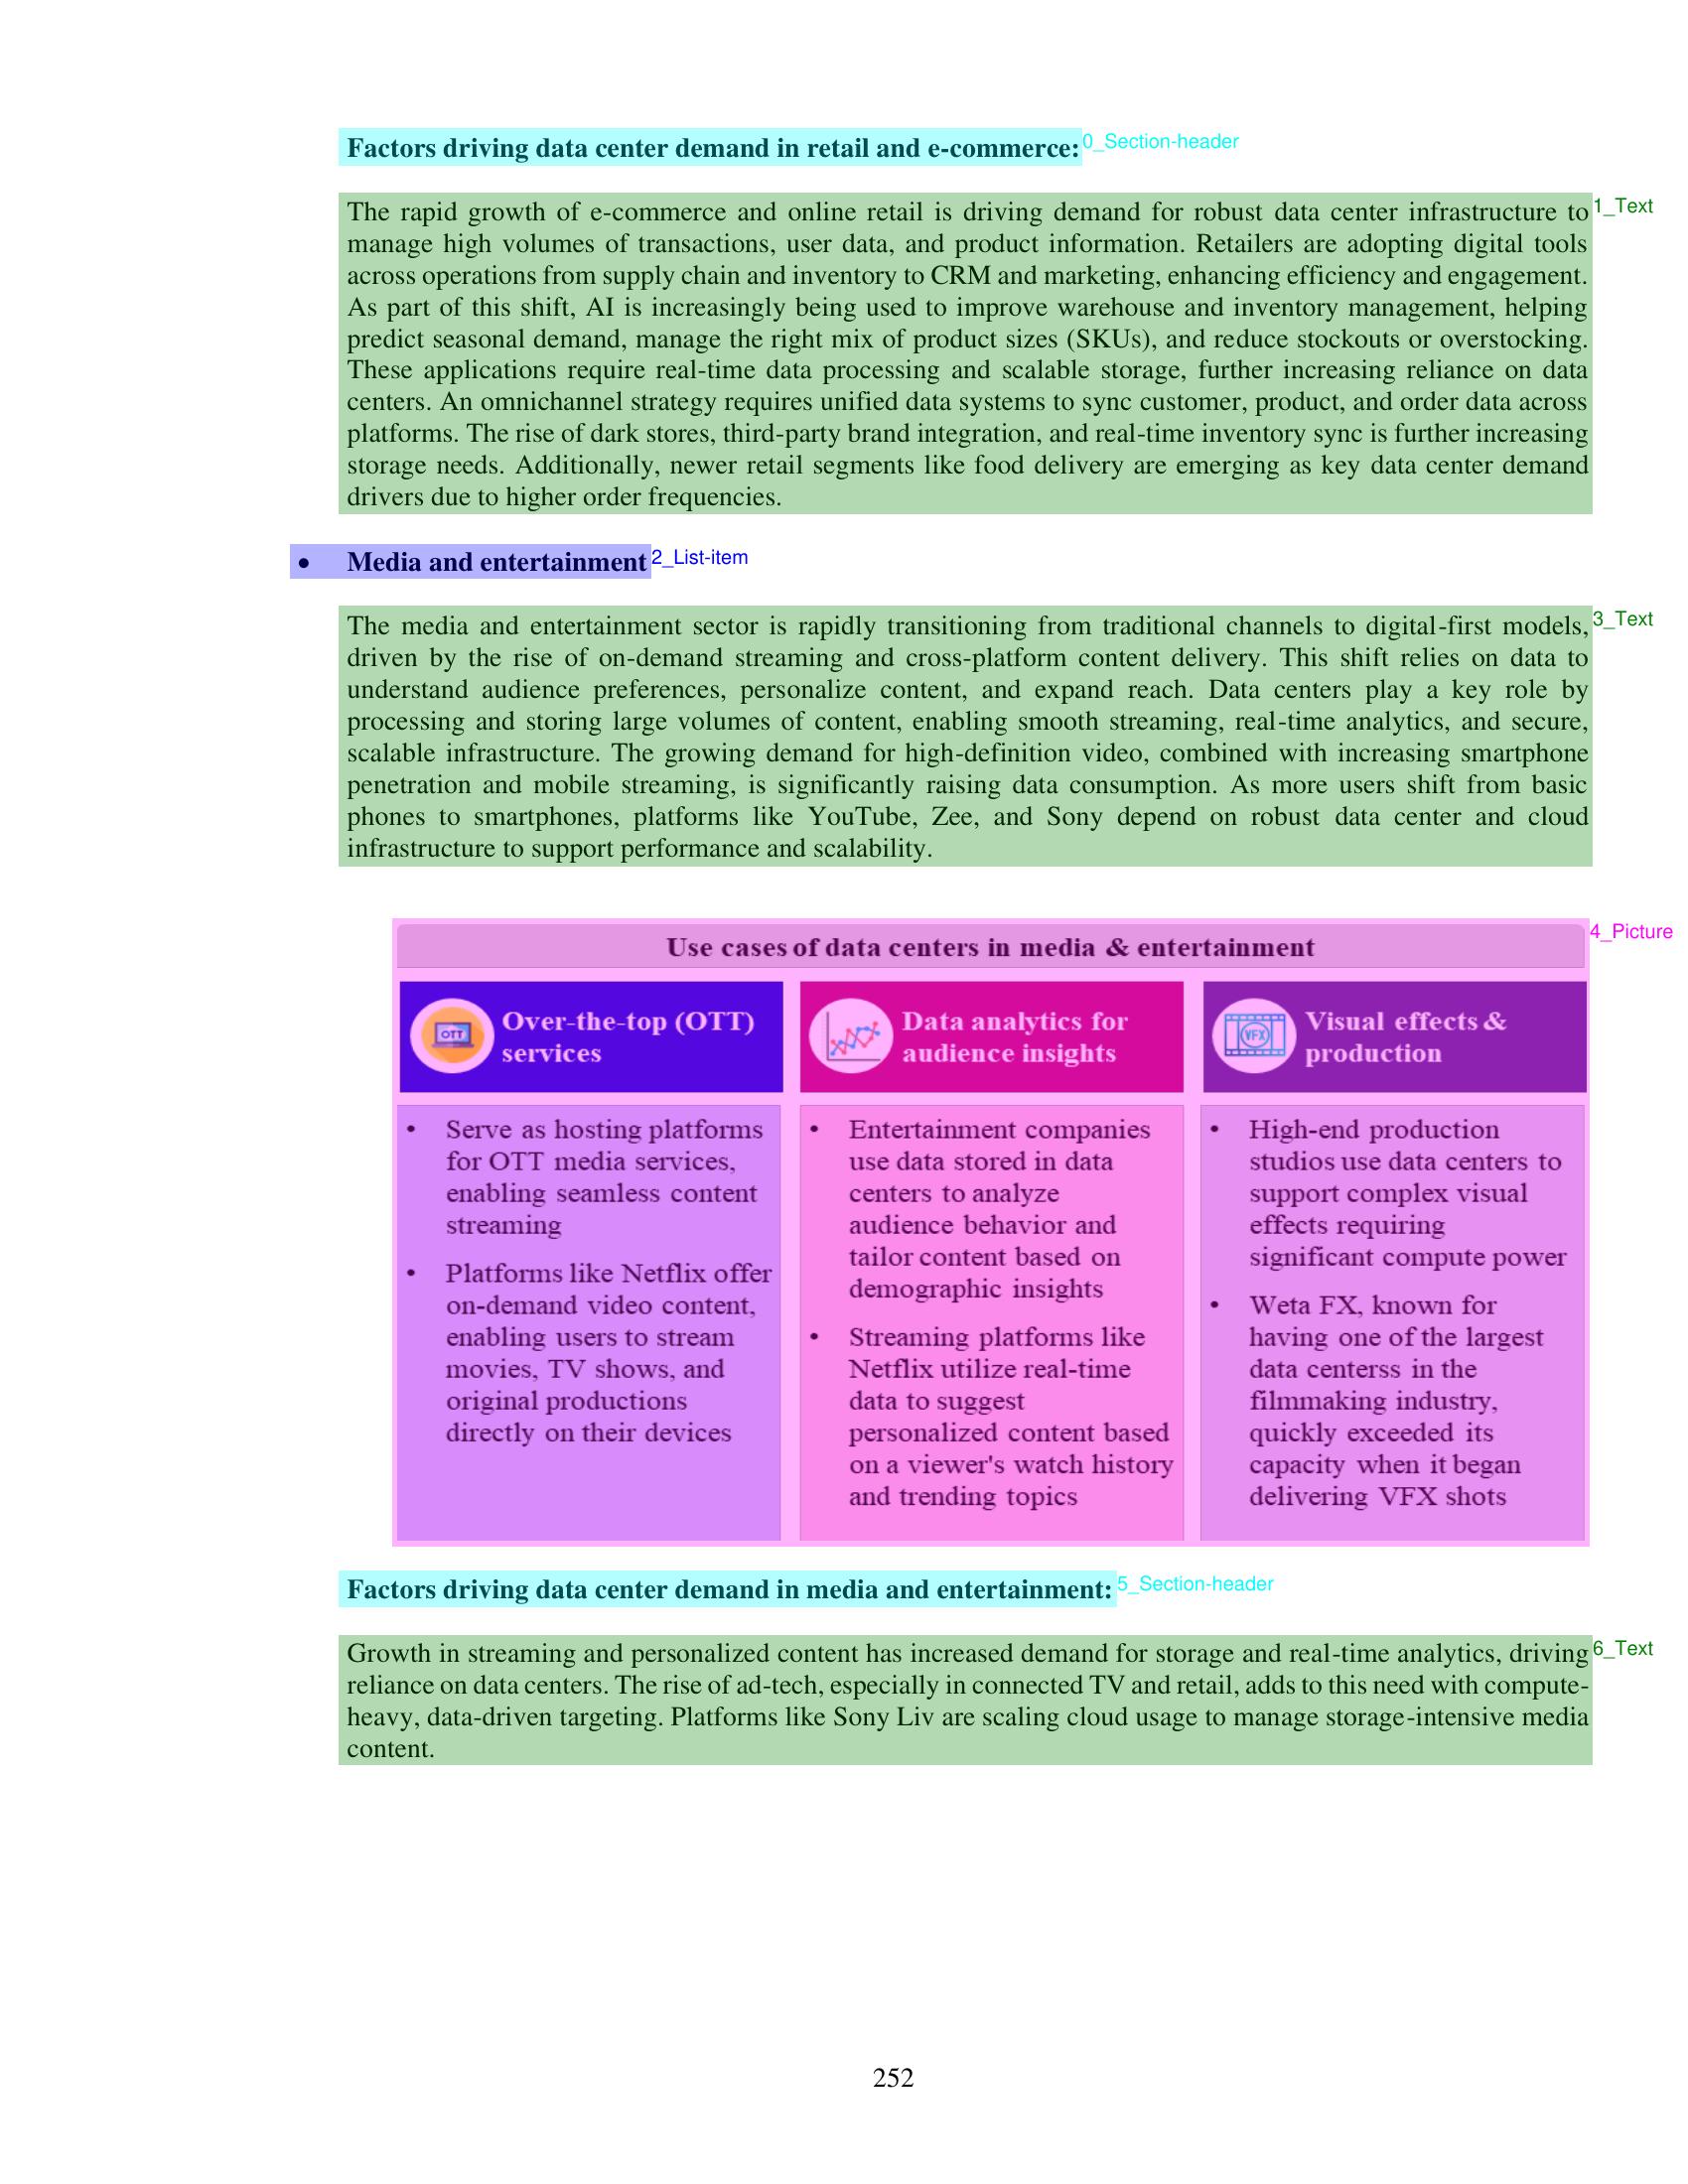 Factors driving data center demand in retail and e-commerce:
0_Section-header
The rapid growth of e-commerce and online retail is driving demand for robust data center infrastructure to
1_Text
manage high volumes of transactions, user data, and product information. Retailers are adopting digital tools
across operations from supply chain and inventory to CRM and marketing, enhancing efficiency and engagement.
As part of this shift, AI is increasingly being used to improve warehouse and inventory management, helping
predict seasonal demand, manage the right mix of product sizes (SKUs), and reduce stockouts or overstocking.
These applications require real-time data processing and scalable storage, further increasing reliance on data
centers. An omnichannel strategy requires unified data systems to sync customer, product, and order data across
platforms. The rise of dark stores, third-party brand integration, and real-time inventory sync is further increasing
storage needs. Additionally, newer retail segments like food delivery are emerging as key data center demand
drivers due to higher order frequencies.
• Media and entertainment
2_List-item
The media and entertainment sector is rapidly transitioning from traditional channels to digital-first models,
3_Text
driven by the rise of on-demand streaming and cross-platform content delivery. This shift relies on data to
understand audience preferences, personalize content, and expand reach. Data centers play a key role by
processing and storing large volumes of content, enabling smooth streaming, real-time analytics, and secure,
scalable infrastructure. The growing demand for high-definition video, combined with increasing smartphone
penetration and mobile streaming, is significantly raising data consumption. As more users shift from basic
phones to smartphones, platforms like YouTube, Zee, and Sony depend on robust data center and cloud
infrastructure to support performance and scalability.
4_Picture
Use cases of data centers in media & entertainment
OTT
Over-the-top (OTT)
services
• Serve as hosting platforms
for OTT media services,
enabling seamless content
streaming
• Platforms like Netflix offer
on-demand video content,
enabling users to stream
movies, TV shows, and
original productions
directly on their devices
Data analytics for
audience insights
• Entertainment companies
use data stored in data
centers to analyze
audience behavior and
tailor content based on
demographic insights
• Streaming platforms like
Netflix utilize real-time
data to suggest
personalized content based
on a viewer's watch history
and trending topics
VFX
Visual effects &
production
• High-end production
studios use data centers to
support complex visual
effects requiring
significant compute power
• Weta FX, known for
having one of the largest
data centerss in the
filmmaking industry,
quickly exceeded its
capacity when it began
delivering VFX shots
Factors driving data center demand in media and entertainment:
5_Section-header
Growth in streaming and personalized content has increased demand for storage and real-time analytics, driving
6_Text
reliance on data centers. The rise of ad-tech, especially in connected TV and retail, adds to this need with compute-
heavy, data-driven targeting. Platforms like Sony Liv are scaling cloud usage to manage storage-intensive media
content.
252